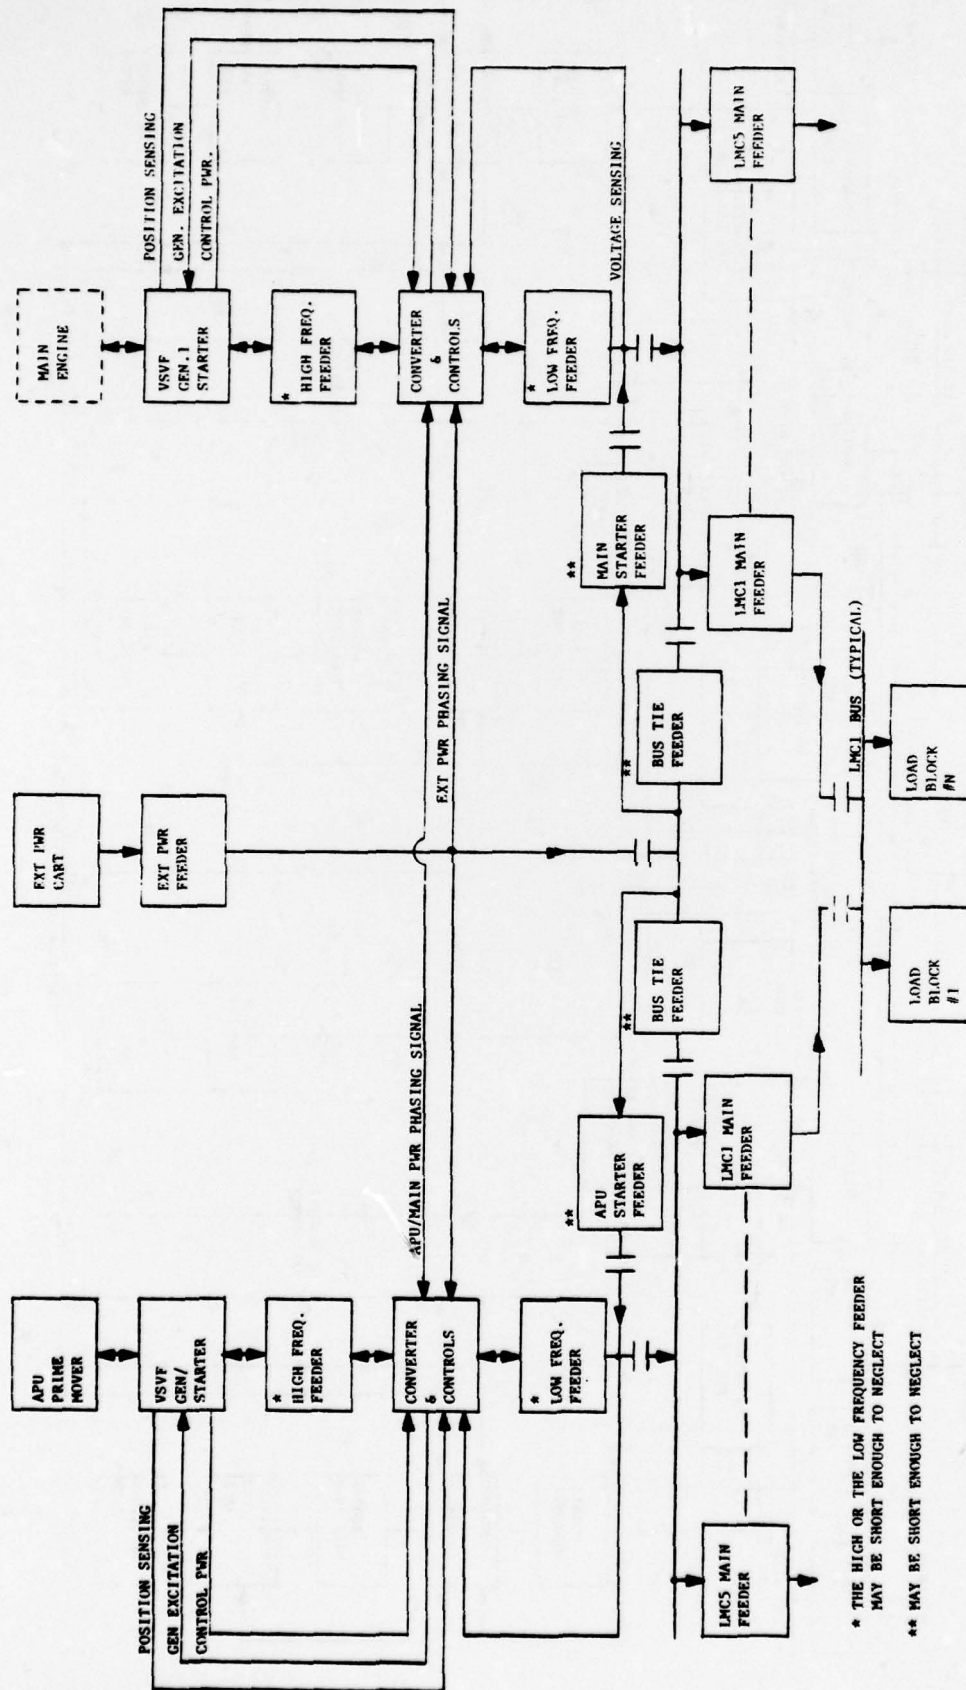 APU
PRIME
MOVER
EXT PWR
CART
MAIN
ENGINE
POSITION SENSING
GEN EXCITATION
CONTROL PWR
VSVF
GEN/
STARTER
EXT PWR
FEEDER
VSVF
GEN.1
STARTER
POSITION SENSING
GEN. EXCITATION
CONTROL PWR.
*
HIGH FREQ.
FEEDER
*
HIGH FREQ.
FEEDER
APU/MAIN PWR PHASING SIGNAL
EXT PWR PHASING SIGNAL
CONVERTER
&
CONTROLS
CONVERTER
&
CONTROLS
*
LOW FREQ.
FEEDER
*
LOW FREQ.
FEEDER
**
APU
STARTER
FEEDER
**
MAIN
STARTER
FEEDER
VOLTAGE SENSING
**
BUS TIE
FEEDER
**
BUS TIE
FEEDER
LMC5 MAIN
FEEDER
LMC1 MAIN
FEEDER
LMC1 MAIN
FEEDER
LMC5 MAIN
FEEDER
LMC1 BUS (TYPICAL)
LOAD
BLOCK
#1
LOAD
BLOCK
#N
* THE HIGH OR THE LOW FREQUENCY FEEDER
MAY BE SHORT ENOUGH TO NEGLECT
** MAY BE SHORT ENOUGH TO NEGLECT